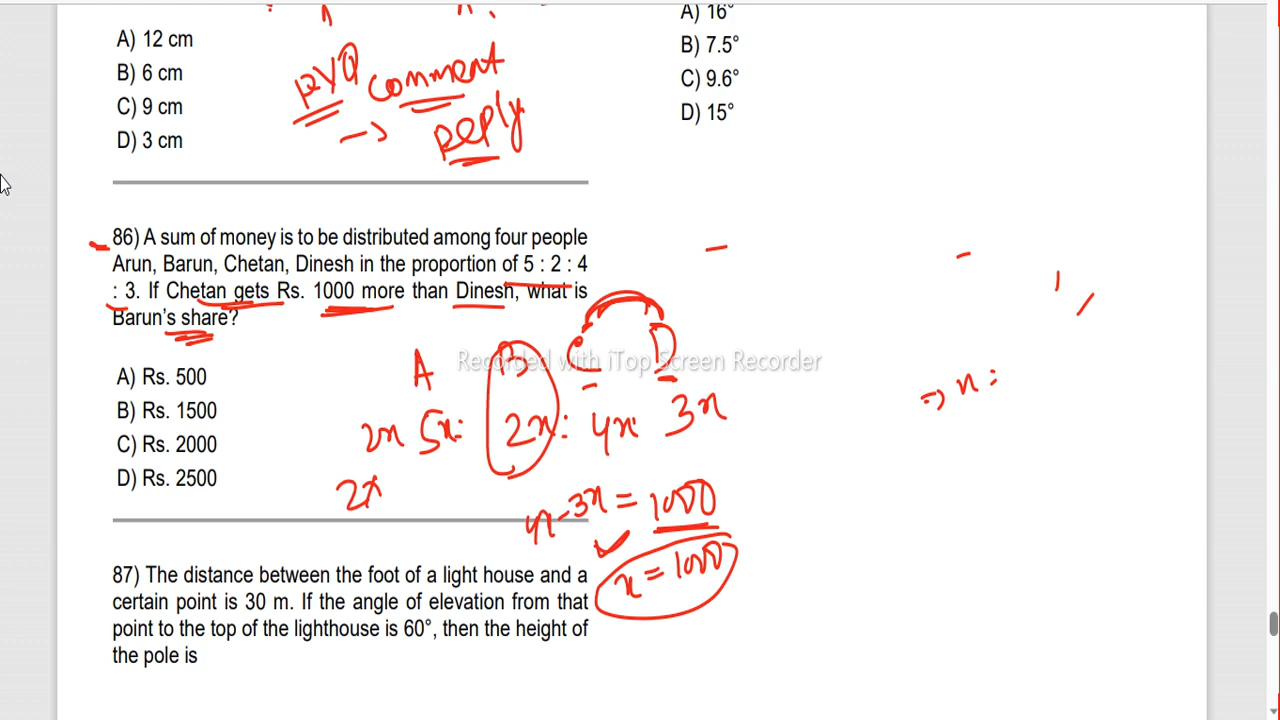 A) 12 cm
B) 6 cm
C) 9 cm
D) 3 cm
PYQ comment
→ reply
A) 16°
B) 7.5°
C) 9.6°
D) 15°
86) A sum of money is to be distributed among four people
Arun, Barun, Chetan, Dinesh in the proportion of 5 : 2 : 4
: 3. If Chetan gets Rs. 1000 more than Dinesh, what is
Barun's share?
A) Rs. 500
B) Rs. 1500
C) Rs. 2000
D) Rs. 2500
Recorded with iTop Screen Recorder
A B C D
2x 5x: 2x: 4x: 3x
2x
4x-3x = 1000
x = 1000
⇒ x :
87) The distance between the foot of a light house and a
certain point is 30 m. If the angle of elevation from that
point to the top of the lighthouse is 60°, then the height of
the pole is